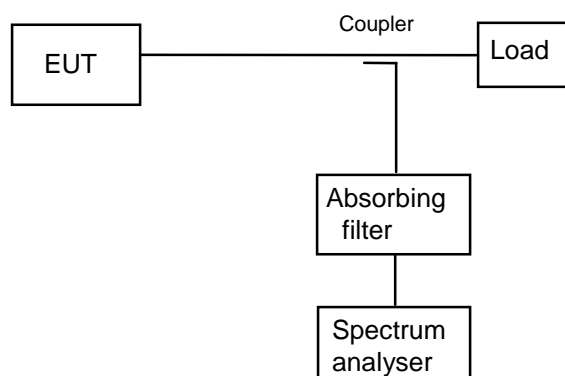 Coupler
EUT
Load
Absorbing
filter
Spectrum
analyser